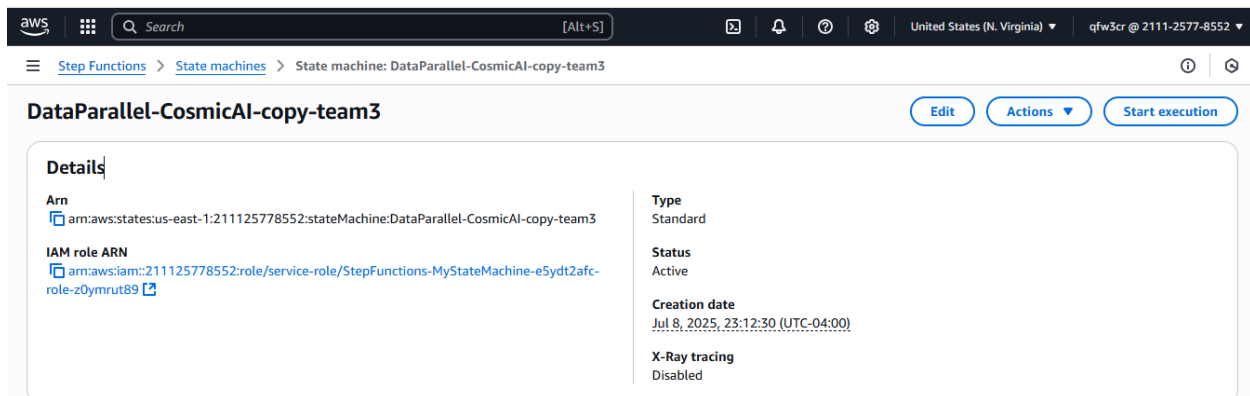 aws
Search [Alt+S]
United States (N. Virginia) ▼
qfw3cr @ 2111-2577-8552 ▼
Step Functions > State machines > State machine: DataParallel-CosmicAI-copy-team3
DataParallel-CosmicAI-copy-team3
Edit
Actions ▼
Start execution
Details
Arn
arn:aws:states:us-east-1:211125778552:stateMachine:DataParallel-CosmicAI-copy-team3
IAM role ARN
arn:aws:iam::211125778552:role/service-role/StepFunctions-MyStateMachine-e5ydt2afc-
role-z0ymrut89
Type
Standard
Status
Active
Creation date
Jul 8, 2025, 23:12:30 (UTC-04:00)
X-Ray tracing
Disabled